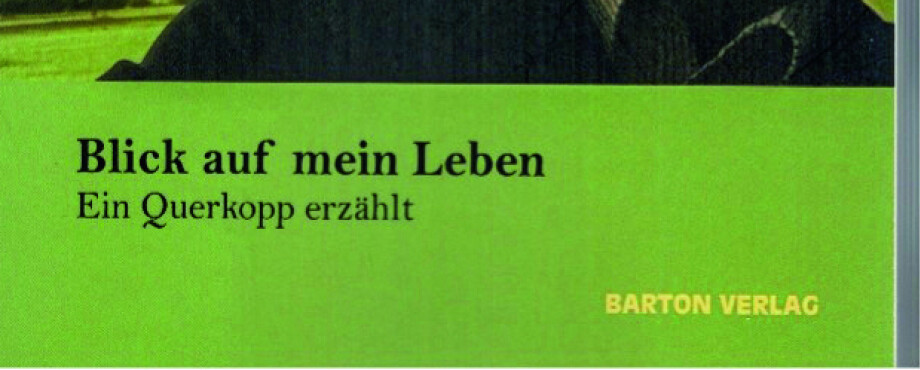 Blick auf mein Leben
Ein Querkopp erzählt
BARTON VERLAG